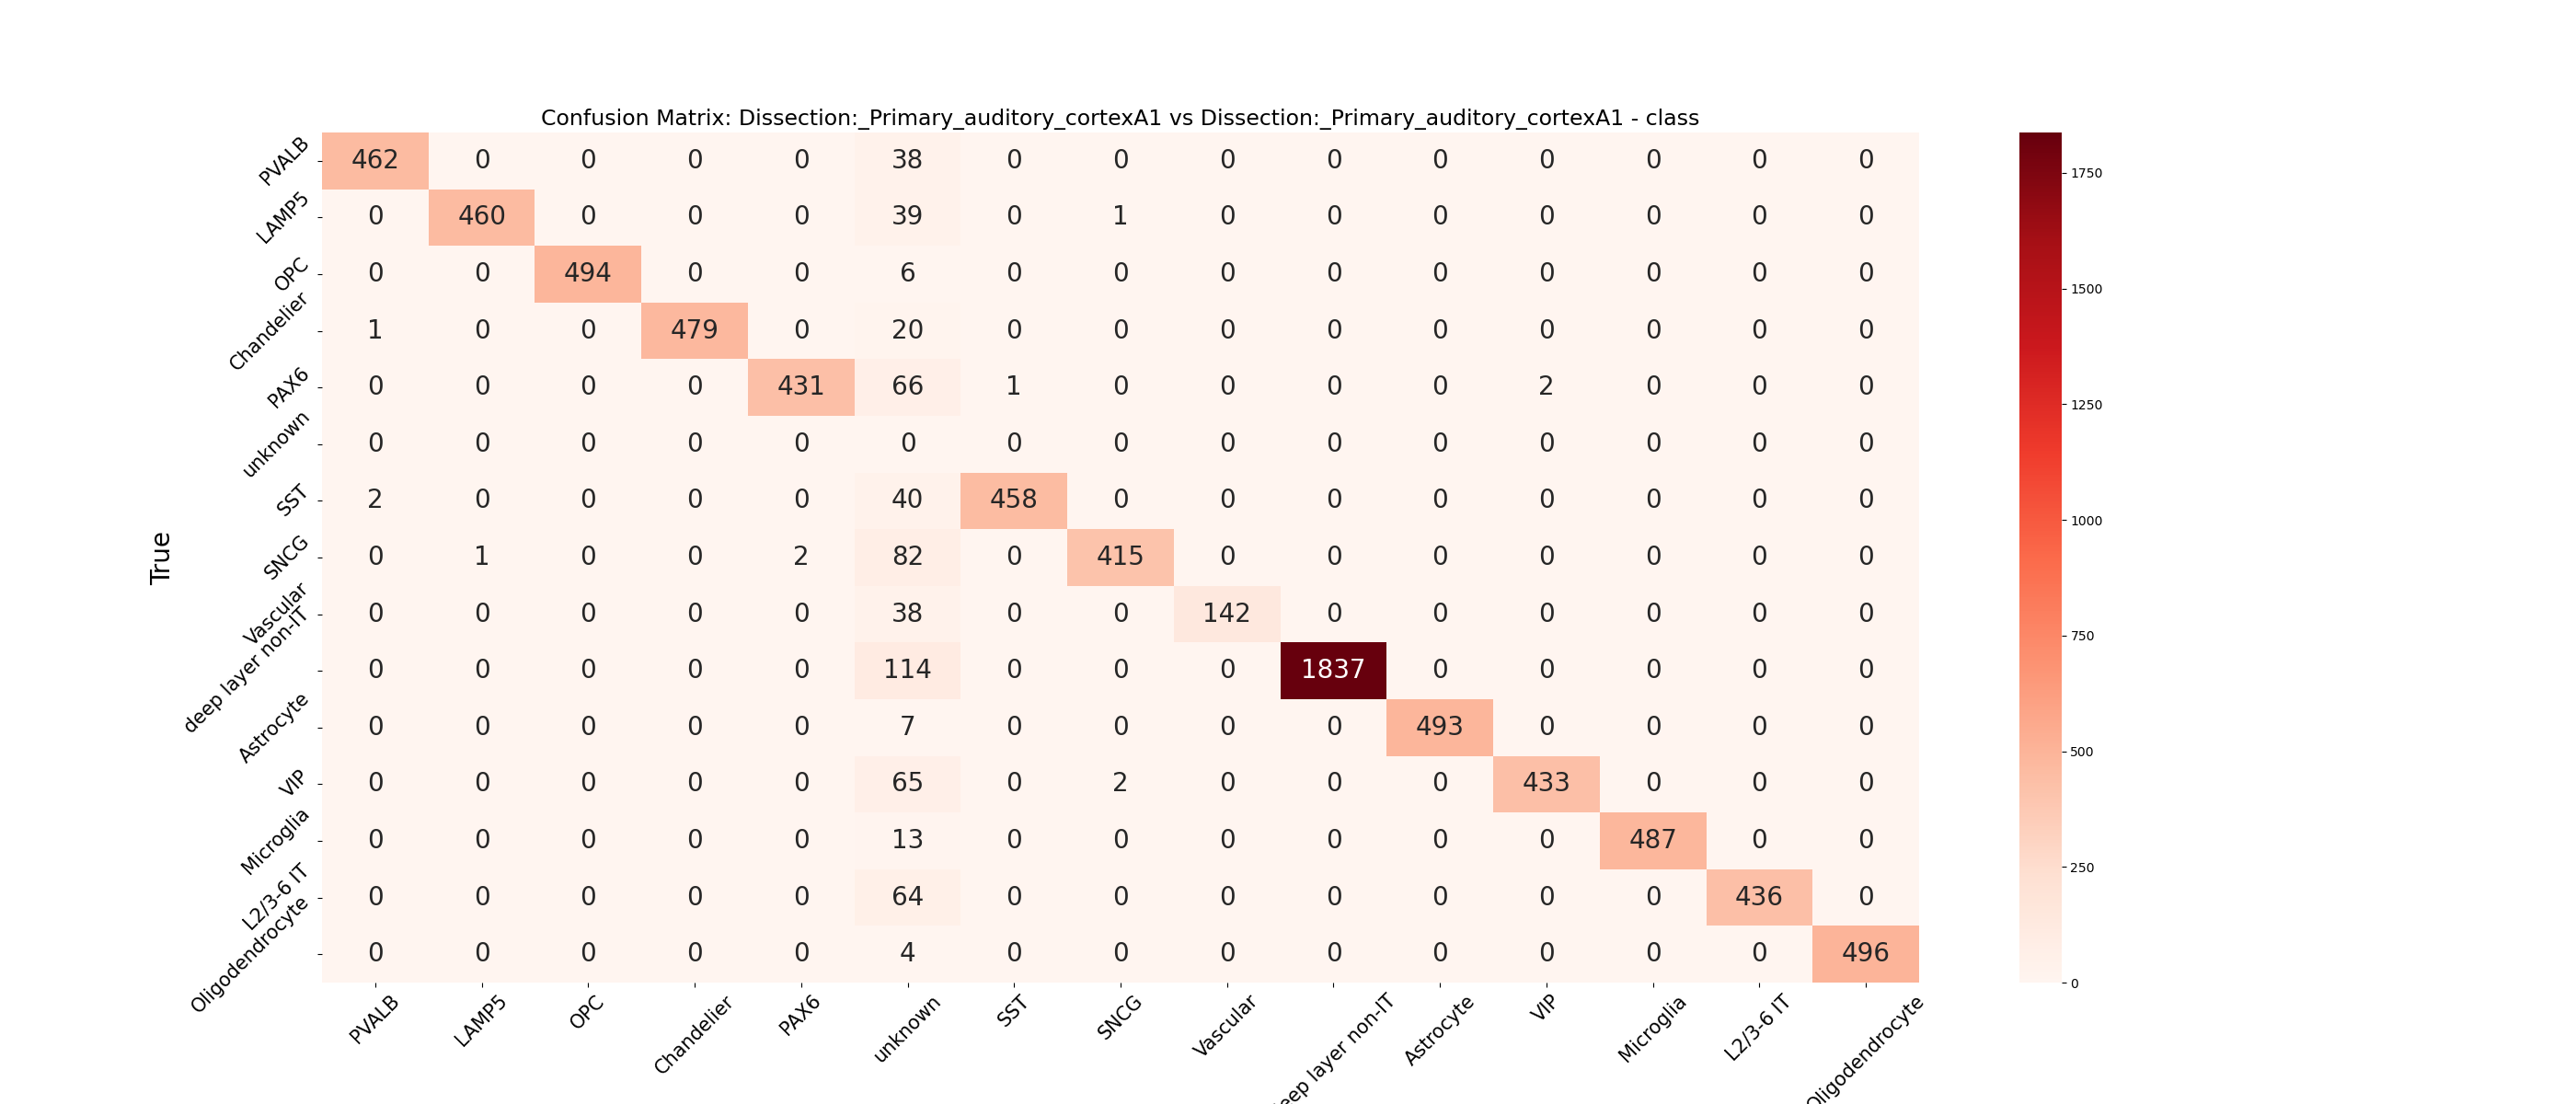 Confusion Matrix: Dissection:_Primary_auditory_cortexA1 vs Dissection:_Primary_auditory_cortexA1 - class
PVALB 462 0 0 0 0 38 0 0 0 0 0 0 0 0 0
LAMP5 0 460 0 0 0 39 0 1 0 0 0 0 0 0 0
OPC 0 0 494 0 0 6 0 0 0 0 0 0 0 0 0
Chandelier 1 0 0 479 0 20 0 0 0 0 0 0 0 0 0
PAX6 0 0 0 0 431 66 1 0 0 0 0 2 0 0 0
unknown 0 0 0 0 0 0 0 0 0 0 0 0 0 0 0
SST 2 0 0 0 0 40 458 0 0 0 0 0 0 0 0
SNCG 0 1 0 0 2 82 0 415 0 0 0 0 0 0 0
Vascular 0 0 0 0 0 38 0 0 142 0 0 0 0 0 0
deep layer non-IT 0 0 0 0 0 114 0 0 0 1837 0 0 0 0 0
Astrocyte 0 0 0 0 0 7 0 0 0 0 493 0 0 0 0
VIP 0 0 0 0 0 65 0 2 0 0 0 433 0 0 0
Microglia 0 0 0 0 0 13 0 0 0 0 0 0 487 0 0
L2/3-6 IT 0 0 0 0 0 64 0 0 0 0 0 0 0 436 0
Oligodendrocyte 0 0 0 0 0 4 0 0 0 0 0 0 0 0 496
True
PVALB LAMP5 OPC Chandelier PAX6 unknown SST SNCG Vascular eep layer non-IT Astrocyte VIP Microglia L2/3-6 IT Oligodendrocyte
1750
1500
1250
1000
750
500
250
0